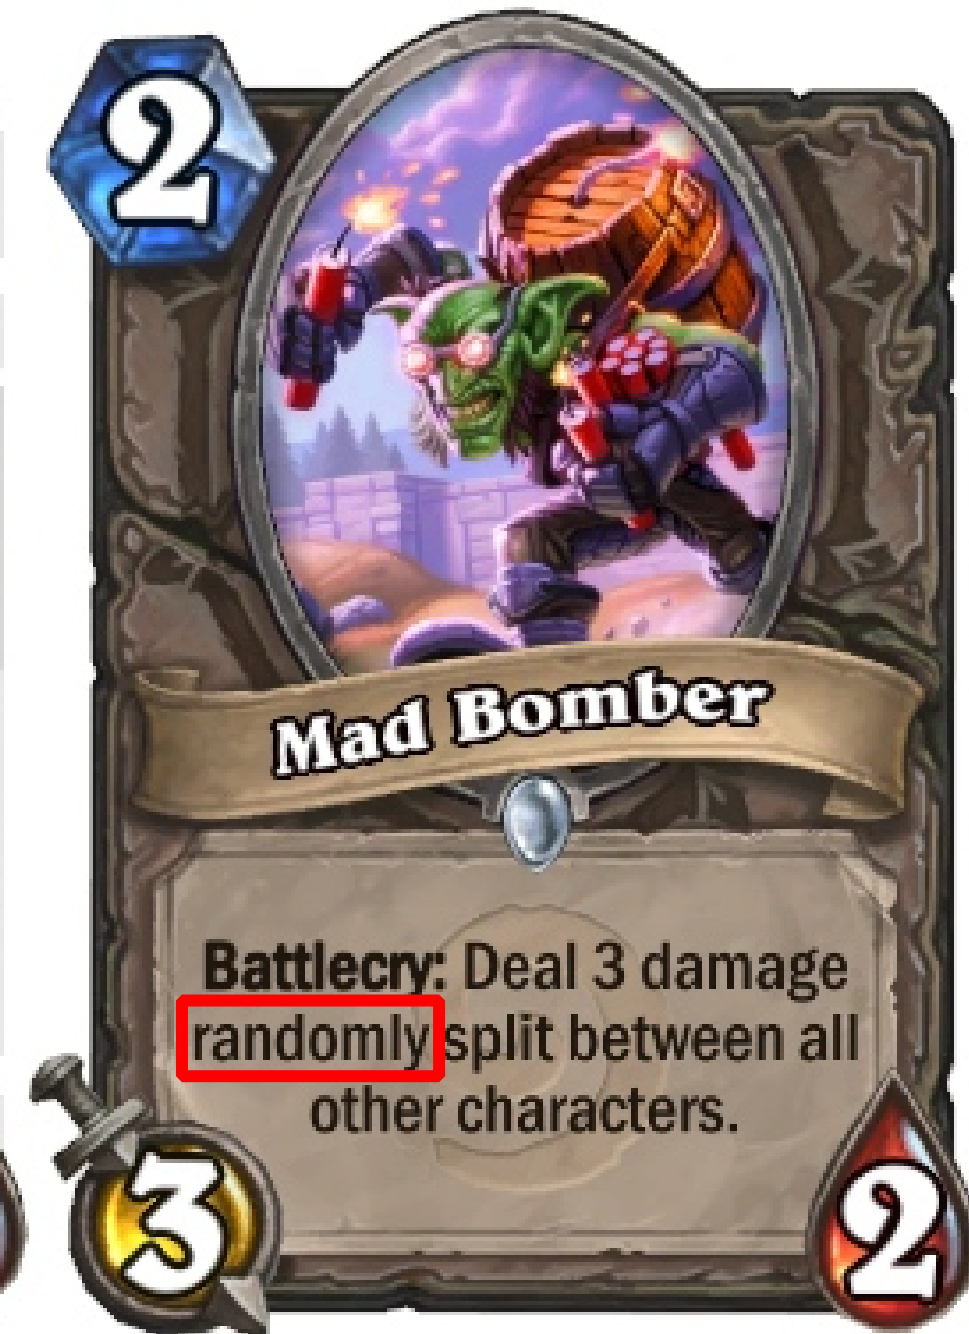 2
Mad Bomber
Battlecry: Deal 3 damage
randomly split between all
other characters.
3
2